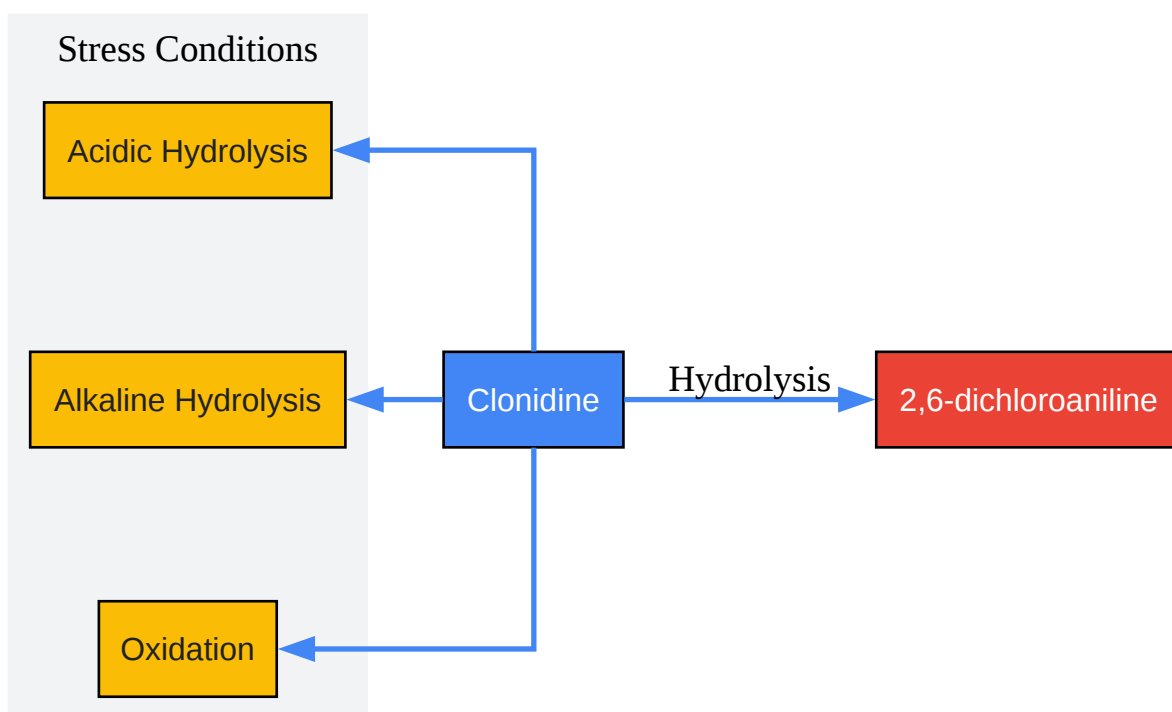 Stress Conditions
Acidic Hydrolysis
Alkaline Hydrolysis
Clonidine
Hydrolysis
2,6-dichloroaniline
Oxidation